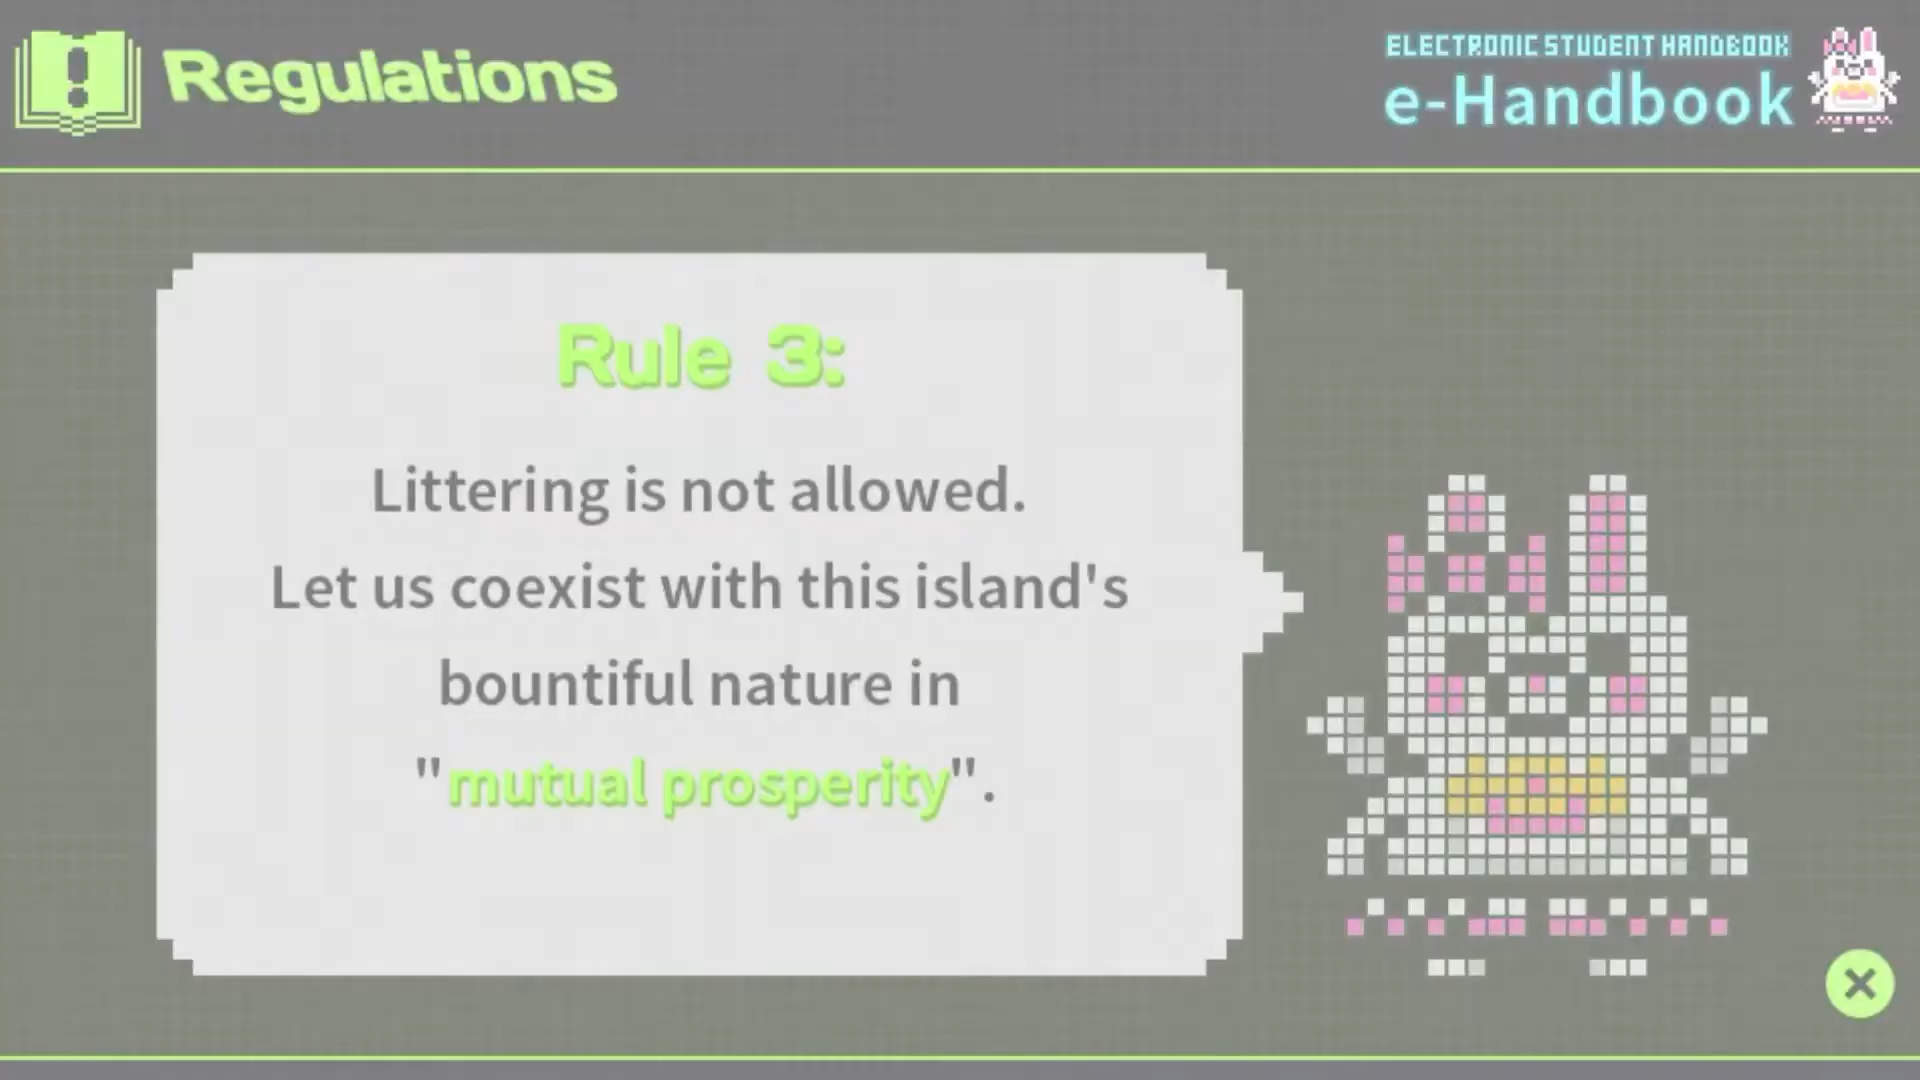 Regulations
ELECTRONIC STUDENT HANDBOOK
e-Handbook
Rule 3:
Littering is not allowed.
Let us coexist with this island's
bountiful nature in
"mutual prosperity".